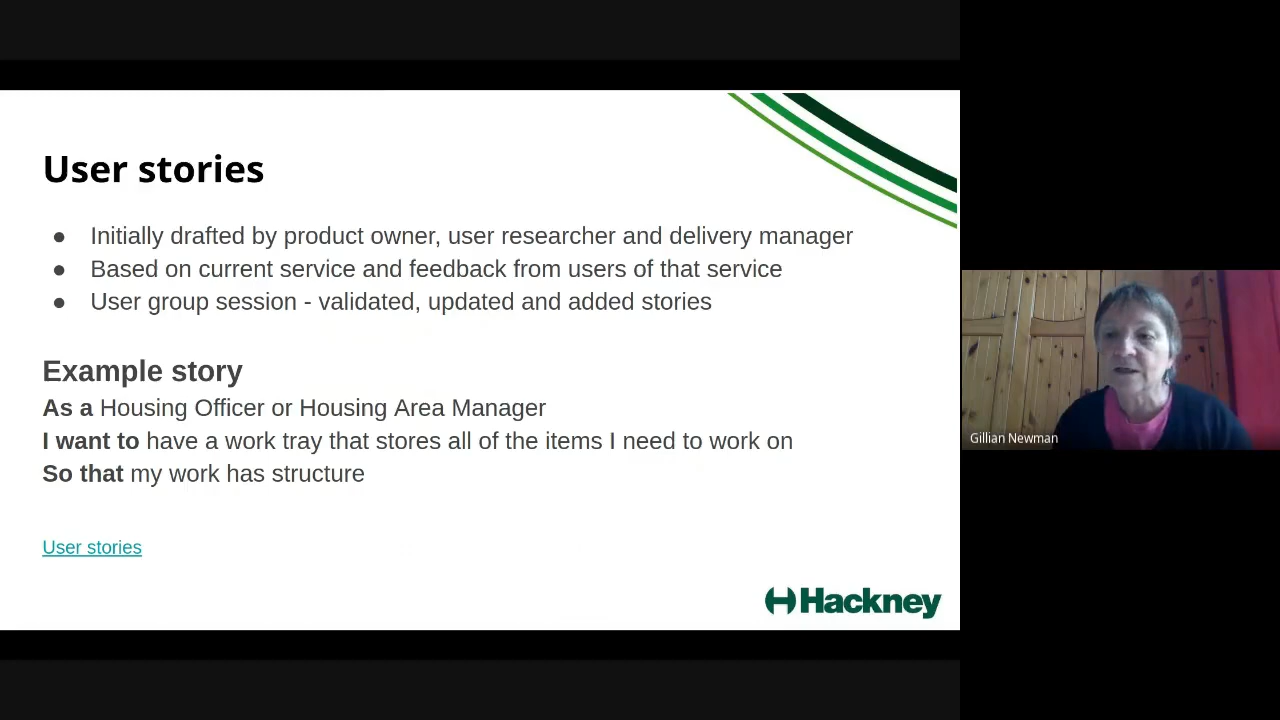 User stories
● Initially drafted by product owner, user researcher and delivery manager
● Based on current service and feedback from users of that service
● User group session - validated, updated and added stories
Example story
As a Housing Officer or Housing Area Manager
I want to have a work tray that stores all of the items I need to work on
So that my work has structure
User stories
Hackney
Gillian Newman